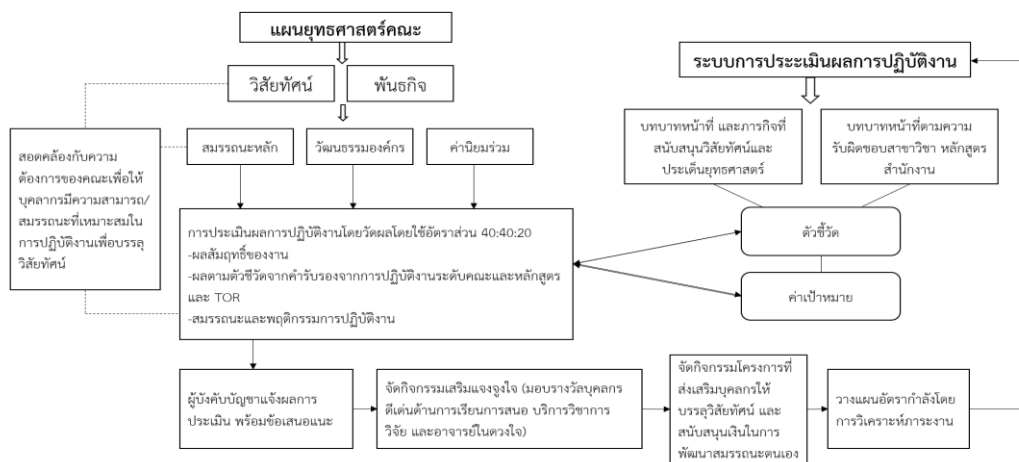 แผนยุทธศาสตร์คณะ
วิสัยทัศน์
พันธกิจ
ระบบการประะเมินผลการปฏิบัติงาน
สอดคล้องกับความ
ต้องการของคณะเพื่อให้
บุคลากรมีความสามารถ/
สมรรถนะที่เหมาะสมใน
การปฏิบัติงานเพื่อบรรลุ
วิสัยทัศน์
สมรรถนะหลัก
วัฒนธรรมองค์กร
ค่านิยมร่วม
บทบาทหน้าที่ และภารกิจที่
สนับสนุนวิสัยทัศน์และ
ประเด็นยุทธศาสตร์
บทบาทหน้าที่ตามความ
รับผิดชอบสาขาวิชา หลักสูตร
สำนักงาน
การประเมินผลการปฏิบัติงานโดยวัดผลโดยใช้อัตราส่วน 40:40:20
-ผลสัมฤทธิ์ของงาน
-ผลตามตัวชีวัดจากคำรับรองจากการปฏิบัติงานระดับคณะและหลักสูตร
และ TOR
-สมรรถนะและพฤติกรรมการปฏิบัติงาน
ตัวชี้วัด
ค่าเป้าหมาย
ผู้บังคับบัญชาแจ้งผลการ
ประเมิน พร้อมข้อเสนอแนะ
จัดกิจกรรมเสริมแจงจูงใจ (มอบรางวัลบุคลกร
ดีเด่นด้านการเรียนการสนอ บริการวิชาการ
วิจัย และอาจารย์ในดวงใจ)
จัดกิจกรรมโครงการที่
ส่งเสริมบุคลกรให้
บรรลุวิสัยทัศน์ และ
สนับสนุนเงินในการ
พัฒนาสมรรถนะตนเอง
วางแผนอัตรากำลังโดย
การวิเคราะห์ภาระงาน